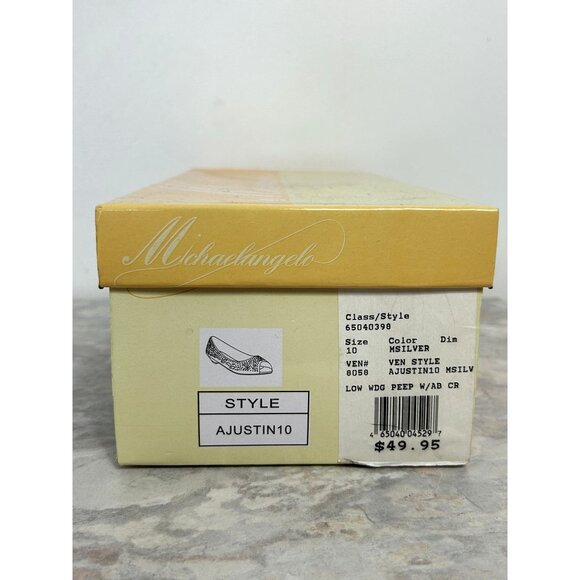 Michaelangelo
STYLE
AJUSTIN10
Class/Style
65040398
Size Color Dim
10 MSILVER
VEN# VEN STYLE
8058 AJUSTIN10 MSILV
LOW WDG PEEP W/AB CR
4 65040 04529 7
$49.95